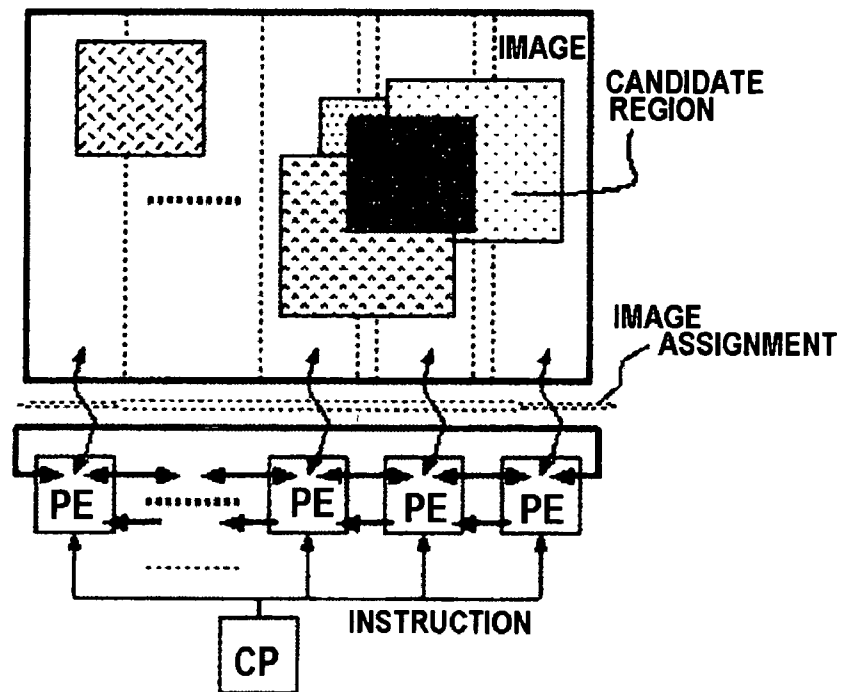 IMAGE
CANDIDATE
REGION
IMAGE
ASSIGNMENT
PE
PE
PE
PE
INSTRUCTION
CP